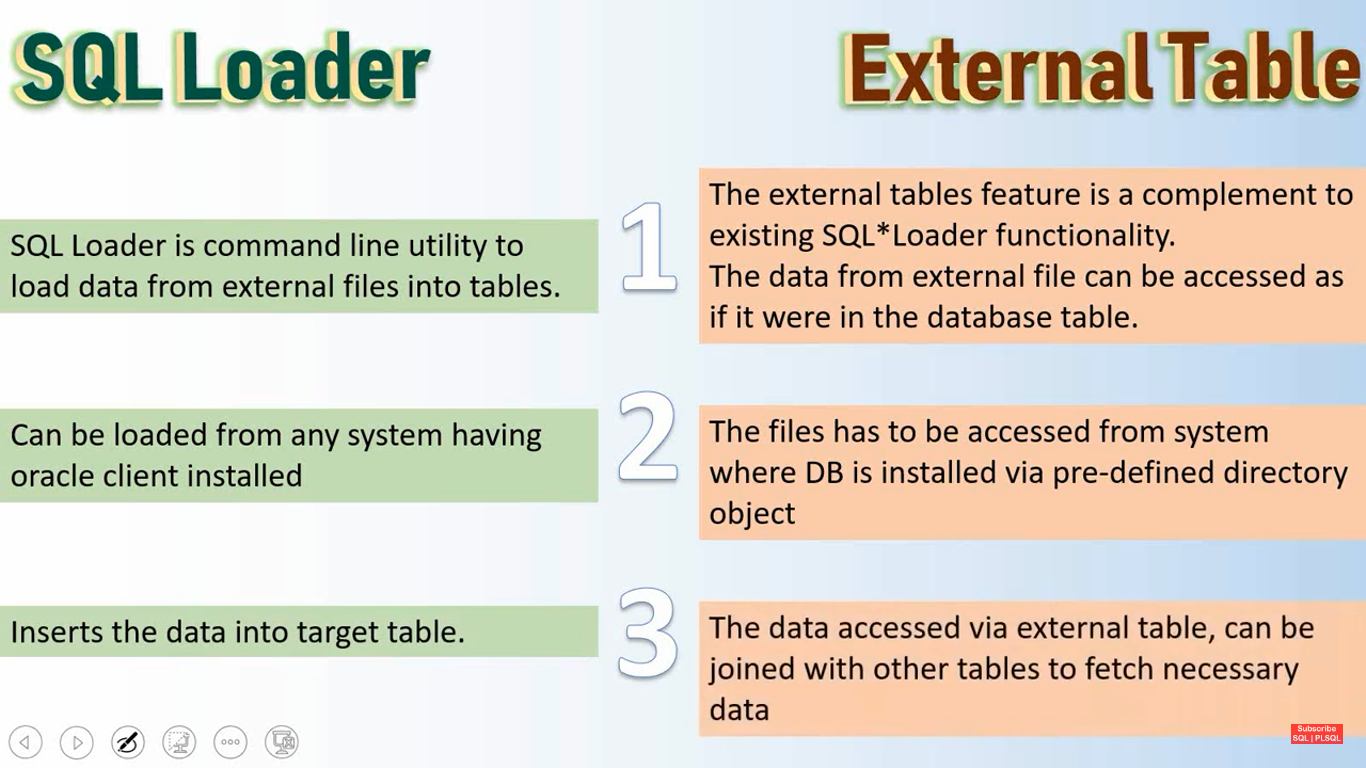 SQL Loader
External Table
SQL Loader is command line utility to
load data from external files into tables.
1
The external tables feature is a complement to
existing SQL*Loader functionality.
The data from external file can be accessed as
if it were in the database table.
Can be loaded from any system having
oracle client installed
2
The files has to be accessed from system
where DB is installed via pre-defined directory
object
Inserts the data into target table.
3
The data accessed via external table, can be
joined with other tables to fetch necessary
data
Subscribe
SQL | PLSQL